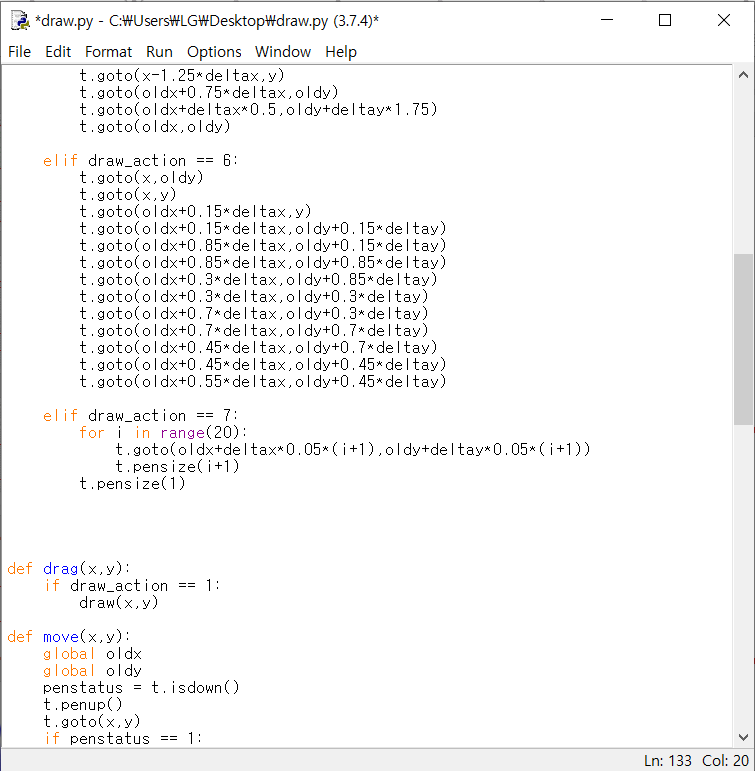 *draw.py - C:₩Users₩LG₩Desktop₩draw.py (3.7.4)*
File Edit Format Run Options Window Help
        t.goto(x-1.25*deltax,y)
        t.goto(oldx+0.75*deltax,oldy)
        t.goto(oldx+deltax*0.5,oldy+deltay*1.75)
        t.goto(oldx,oldy)
    elif draw_action == 6:
        t.goto(x,oldy)
        t.goto(x,y)
        t.goto(oldx+0.15*deltax,y)
        t.goto(oldx+0.15*deltax,oldy+0.15*deltay)
        t.goto(oldx+0.85*deltax,oldy+0.15*deltay)
        t.goto(oldx+0.85*deltax,oldy+0.85*deltay)
        t.goto(oldx+0.3*deltax,oldy+0.85*deltay)
        t.goto(oldx+0.3*deltax,oldy+0.3*deltay)
        t.goto(oldx+0.7*deltax,oldy+0.3*deltay)
        t.goto(oldx+0.7*deltax,oldy+0.7*deltay)
        t.goto(oldx+0.45*deltax,oldy+0.7*deltay)
        t.goto(oldx+0.45*deltax,oldy+0.45*deltay)
        t.goto(oldx+0.55*deltax,oldy+0.45*deltay)
    elif draw_action == 7:
        for i in range(20):
            t.goto(oldx+deltax*0.05*(i+1),oldy+deltay*0.05*(i+1))
            t.pensize(i+1)
        t.pensize(1)
def drag(x,y):
    if draw_action == 1:
        draw(x,y)
def move(x,y):
    global oldx
    global oldy
    penstatus = t.isdown()
    t.penup()
    t.goto(x,y)
    if penstatus == 1:
Ln: 133 Col: 20